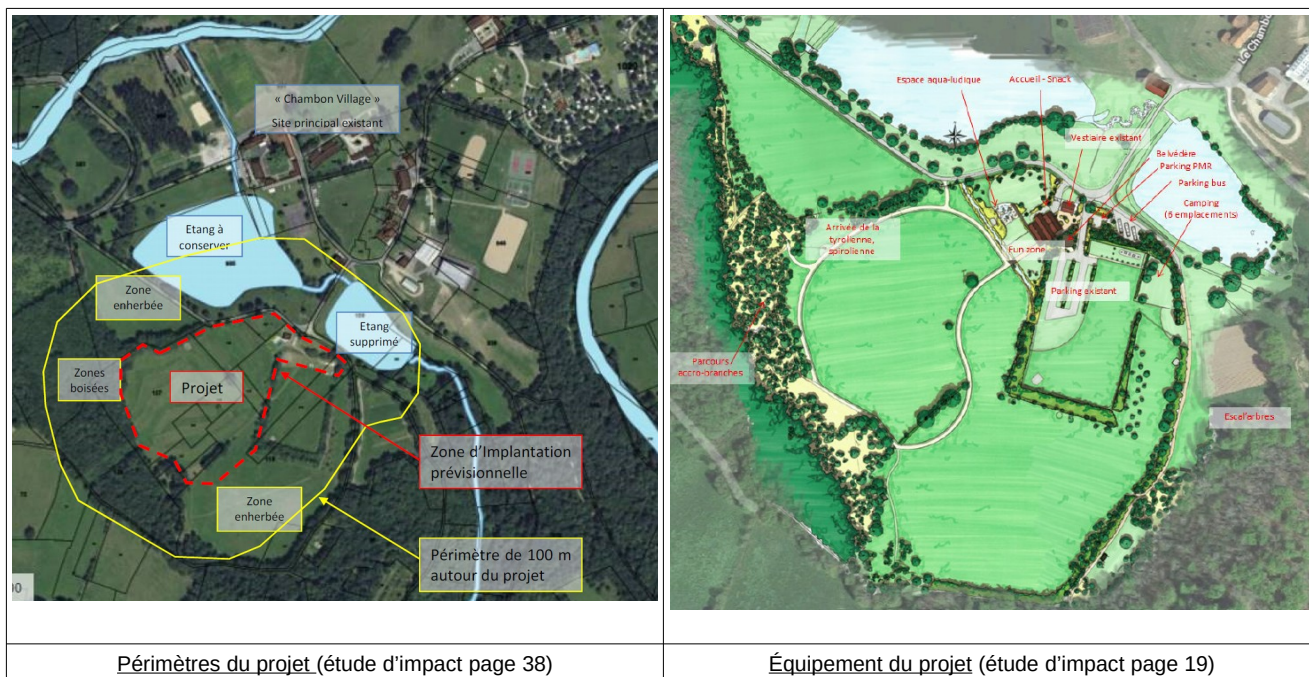 « Chambon Village »
Site principal existant
Etang à
conserver
Zone
enherbée
Etang
supprimé
Zones
boisées
Projet
Zone d’Implantation
prévisionnelle
Zone
enherbée
Périmètre de 100 m
autour du projet
Périmètres du projet (étude d’impact page 38)
Le Chambo
Espace aqua-ludique
Accueil - Snack
Vestiaire existant
Belvédère
Parking PMR
Parking bus
Camping
(6 emplacements)
Arrivée de la
tyrolienne,
spirolienne
Fun zone
Parking existant
Parcours
accro-branches
Escal'arbres
Équipement du projet (étude d’impact page 19)